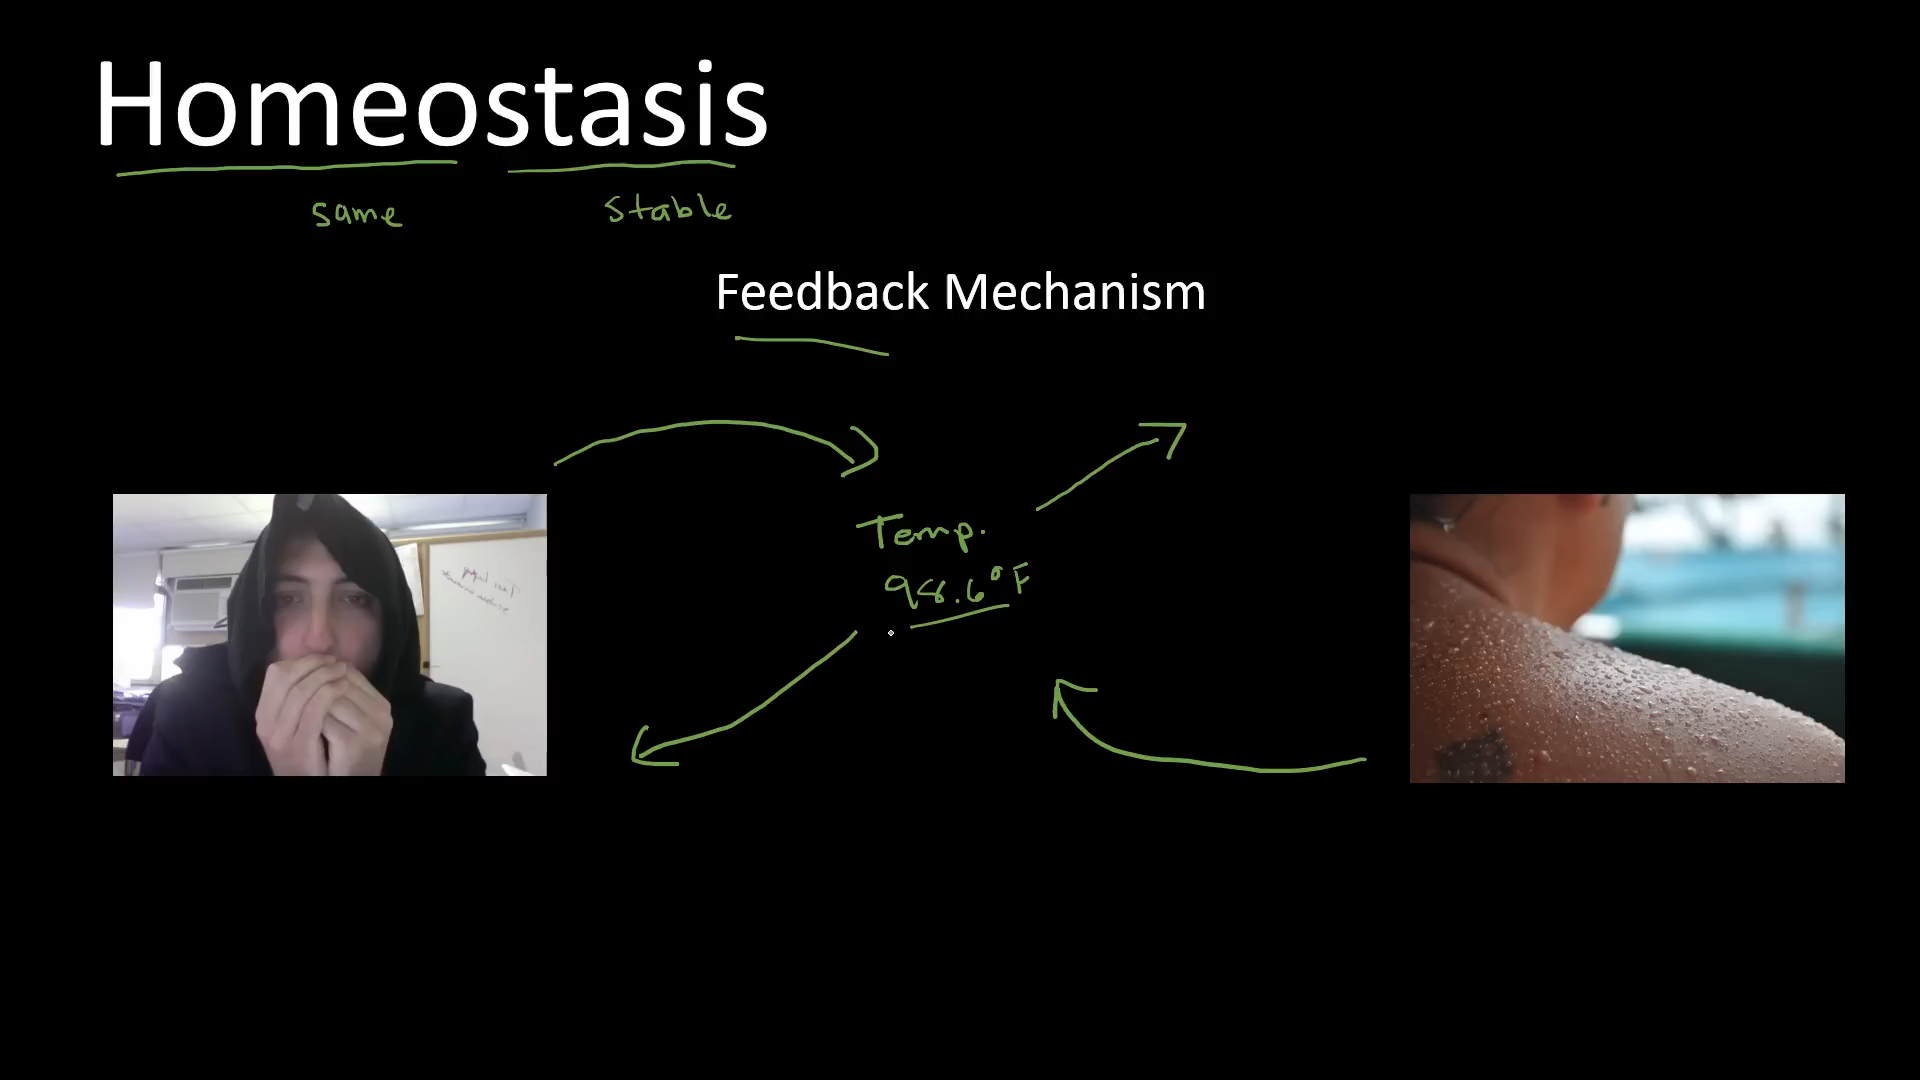 Homeostasis
same stable
Feedback Mechanism
Temp.
98.6°F